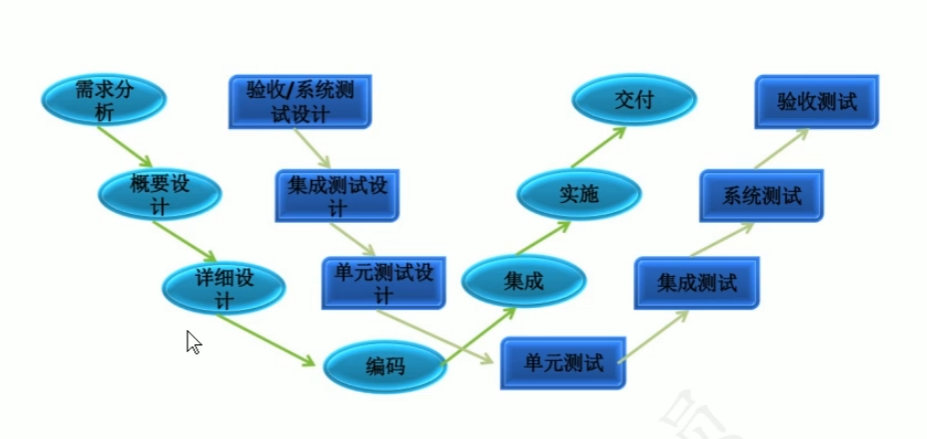 需求分
析
验收/系统测
试设计
交付
验收测试
概要设
计
集成测试设
计
实施
系统测试
详细设
计
单元测试设
计
集成
集成测试
编码
单元测试